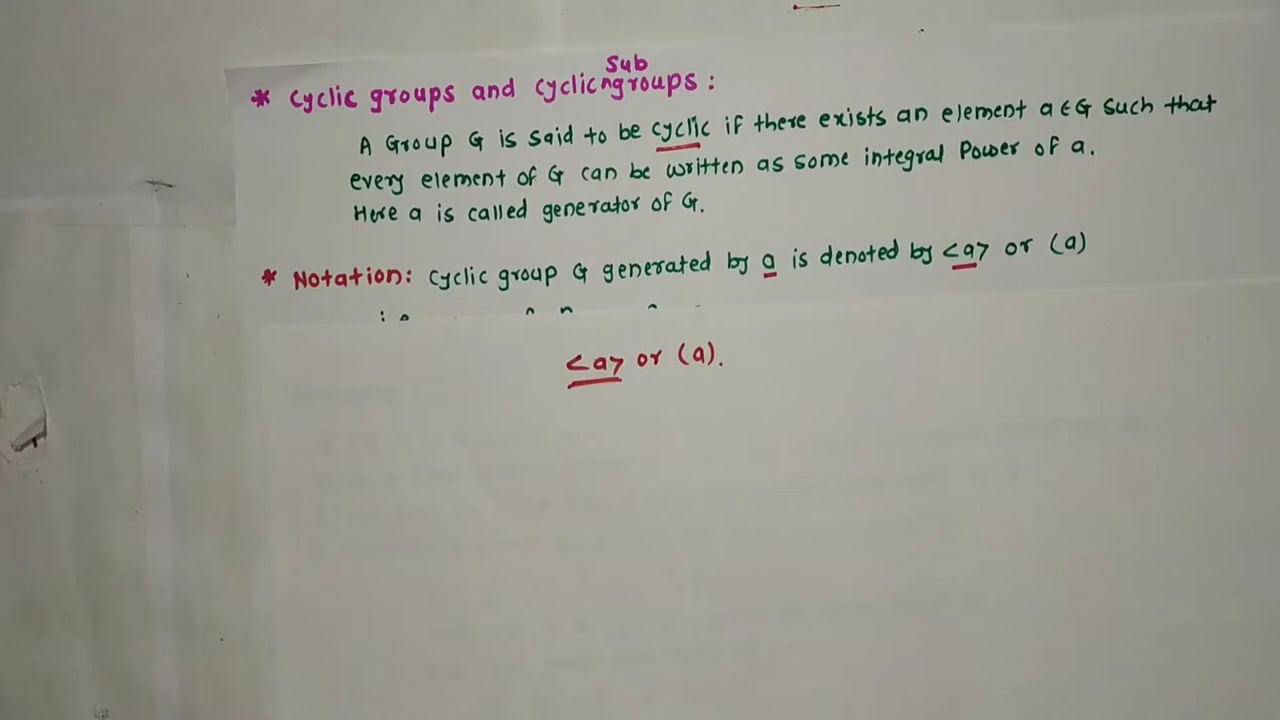 * Cyclic groups and cyclic subgroups :
A Group G is said to be cyclic if there exists an element a ∈ G such that
every element of G can be written as some integral Power of a.
Here a is called generator of G.
* Notation: Cyclic group G generated by a is denoted by <a> or (a)
<a> or (a).